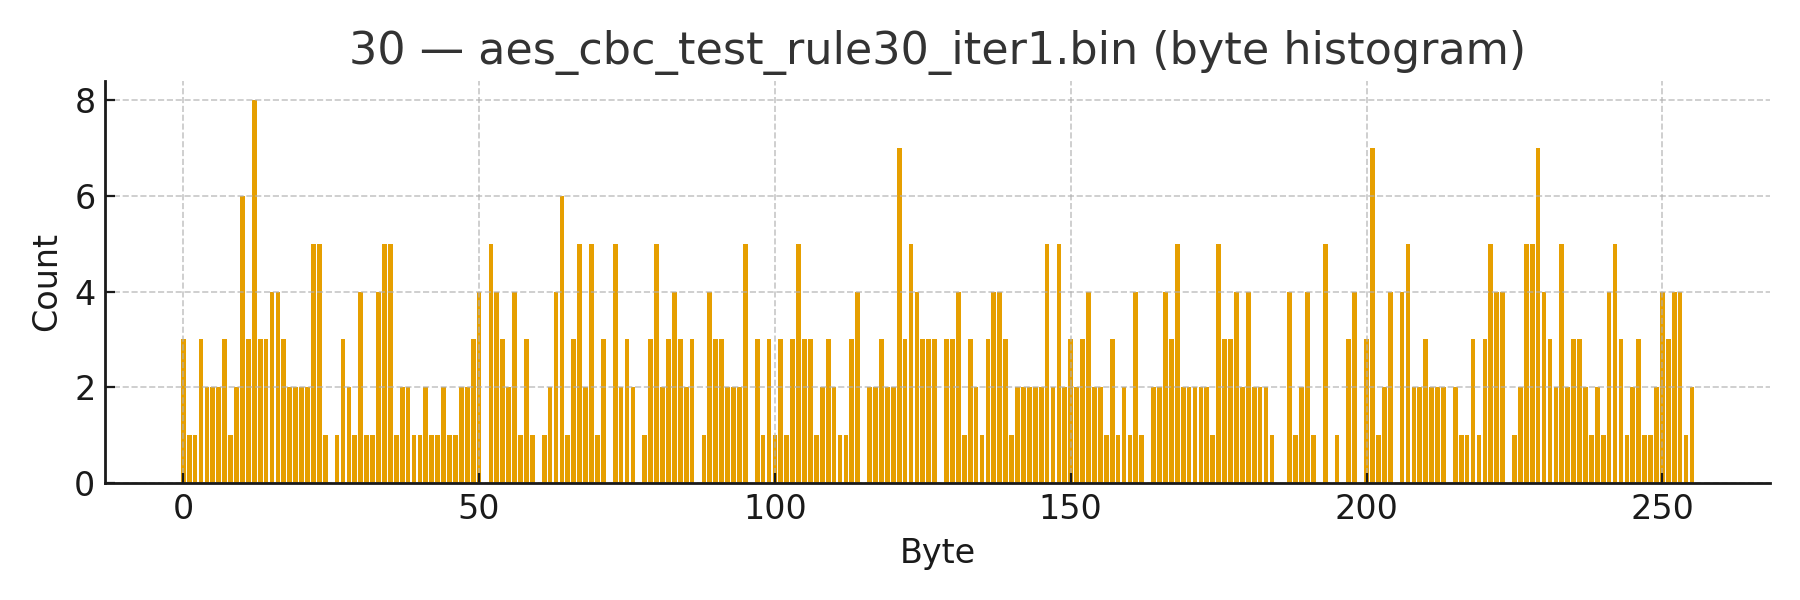 30 — aes_cbc_test_rule30_iter1.bin (byte histogram)
8
6
4
2
0
Count
0 50 100 150 200 250
Byte